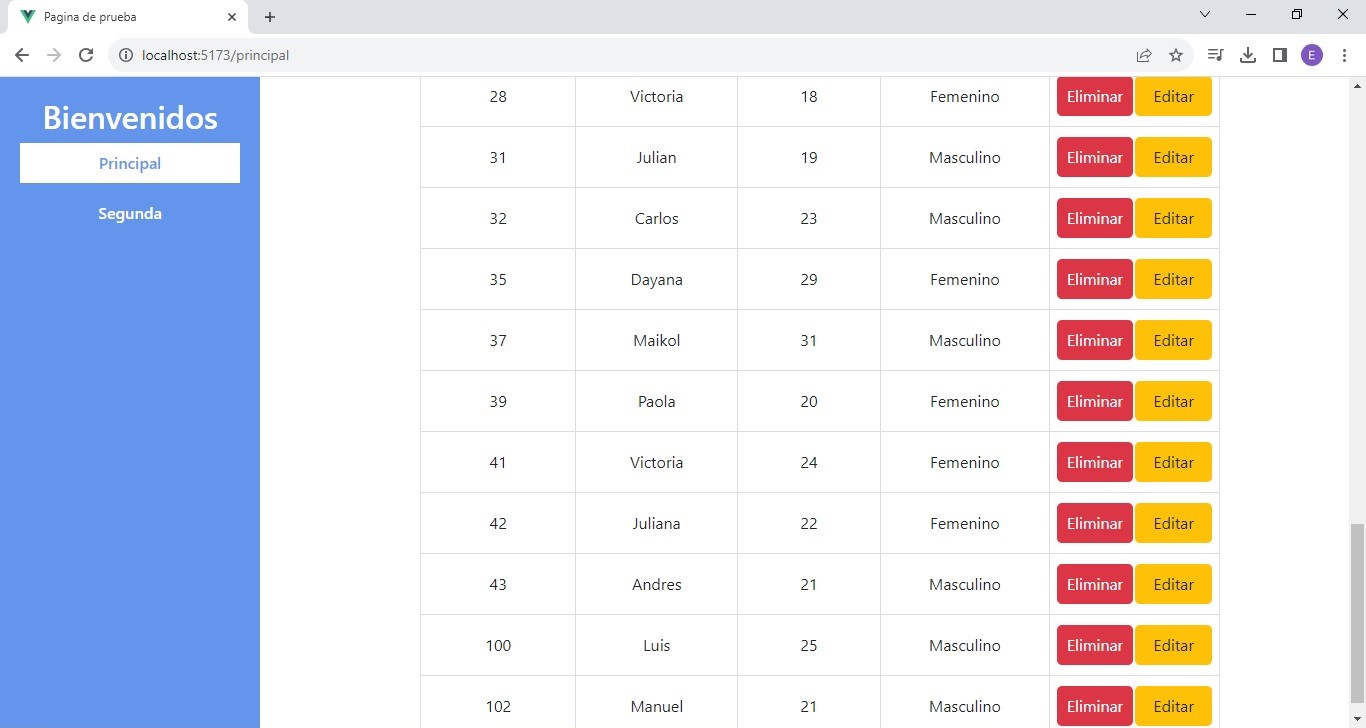 Pagina de prueba
localhost:5173/principal
E
Bienvenidos
Principal
Segunda
28 Victoria 18 Femenino Eliminar Editar
31 Julian 19 Masculino Eliminar Editar
32 Carlos 23 Masculino Eliminar Editar
35 Dayana 29 Femenino Eliminar Editar
37 Maikol 31 Masculino Eliminar Editar
39 Paola 20 Femenino Eliminar Editar
41 Victoria 24 Femenino Eliminar Editar
42 Juliana 22 Femenino Eliminar Editar
43 Andres 21 Masculino Eliminar Editar
100 Luis 25 Masculino Eliminar Editar
102 Manuel 21 Masculino Eliminar Editar